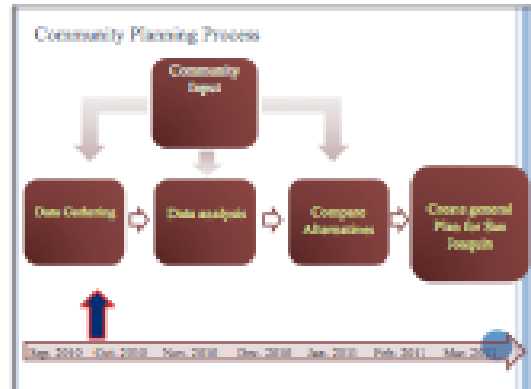 Community Planning Process
Community
Input
Data Gathering
Data analysis
Compare
Alternatives
Create general
Plan for San
Joaquin
Sep. 2010 Oct. 2010 Nov. 2010 Dec. 2010 Jan. 2011 Feb. 2011 Mar.